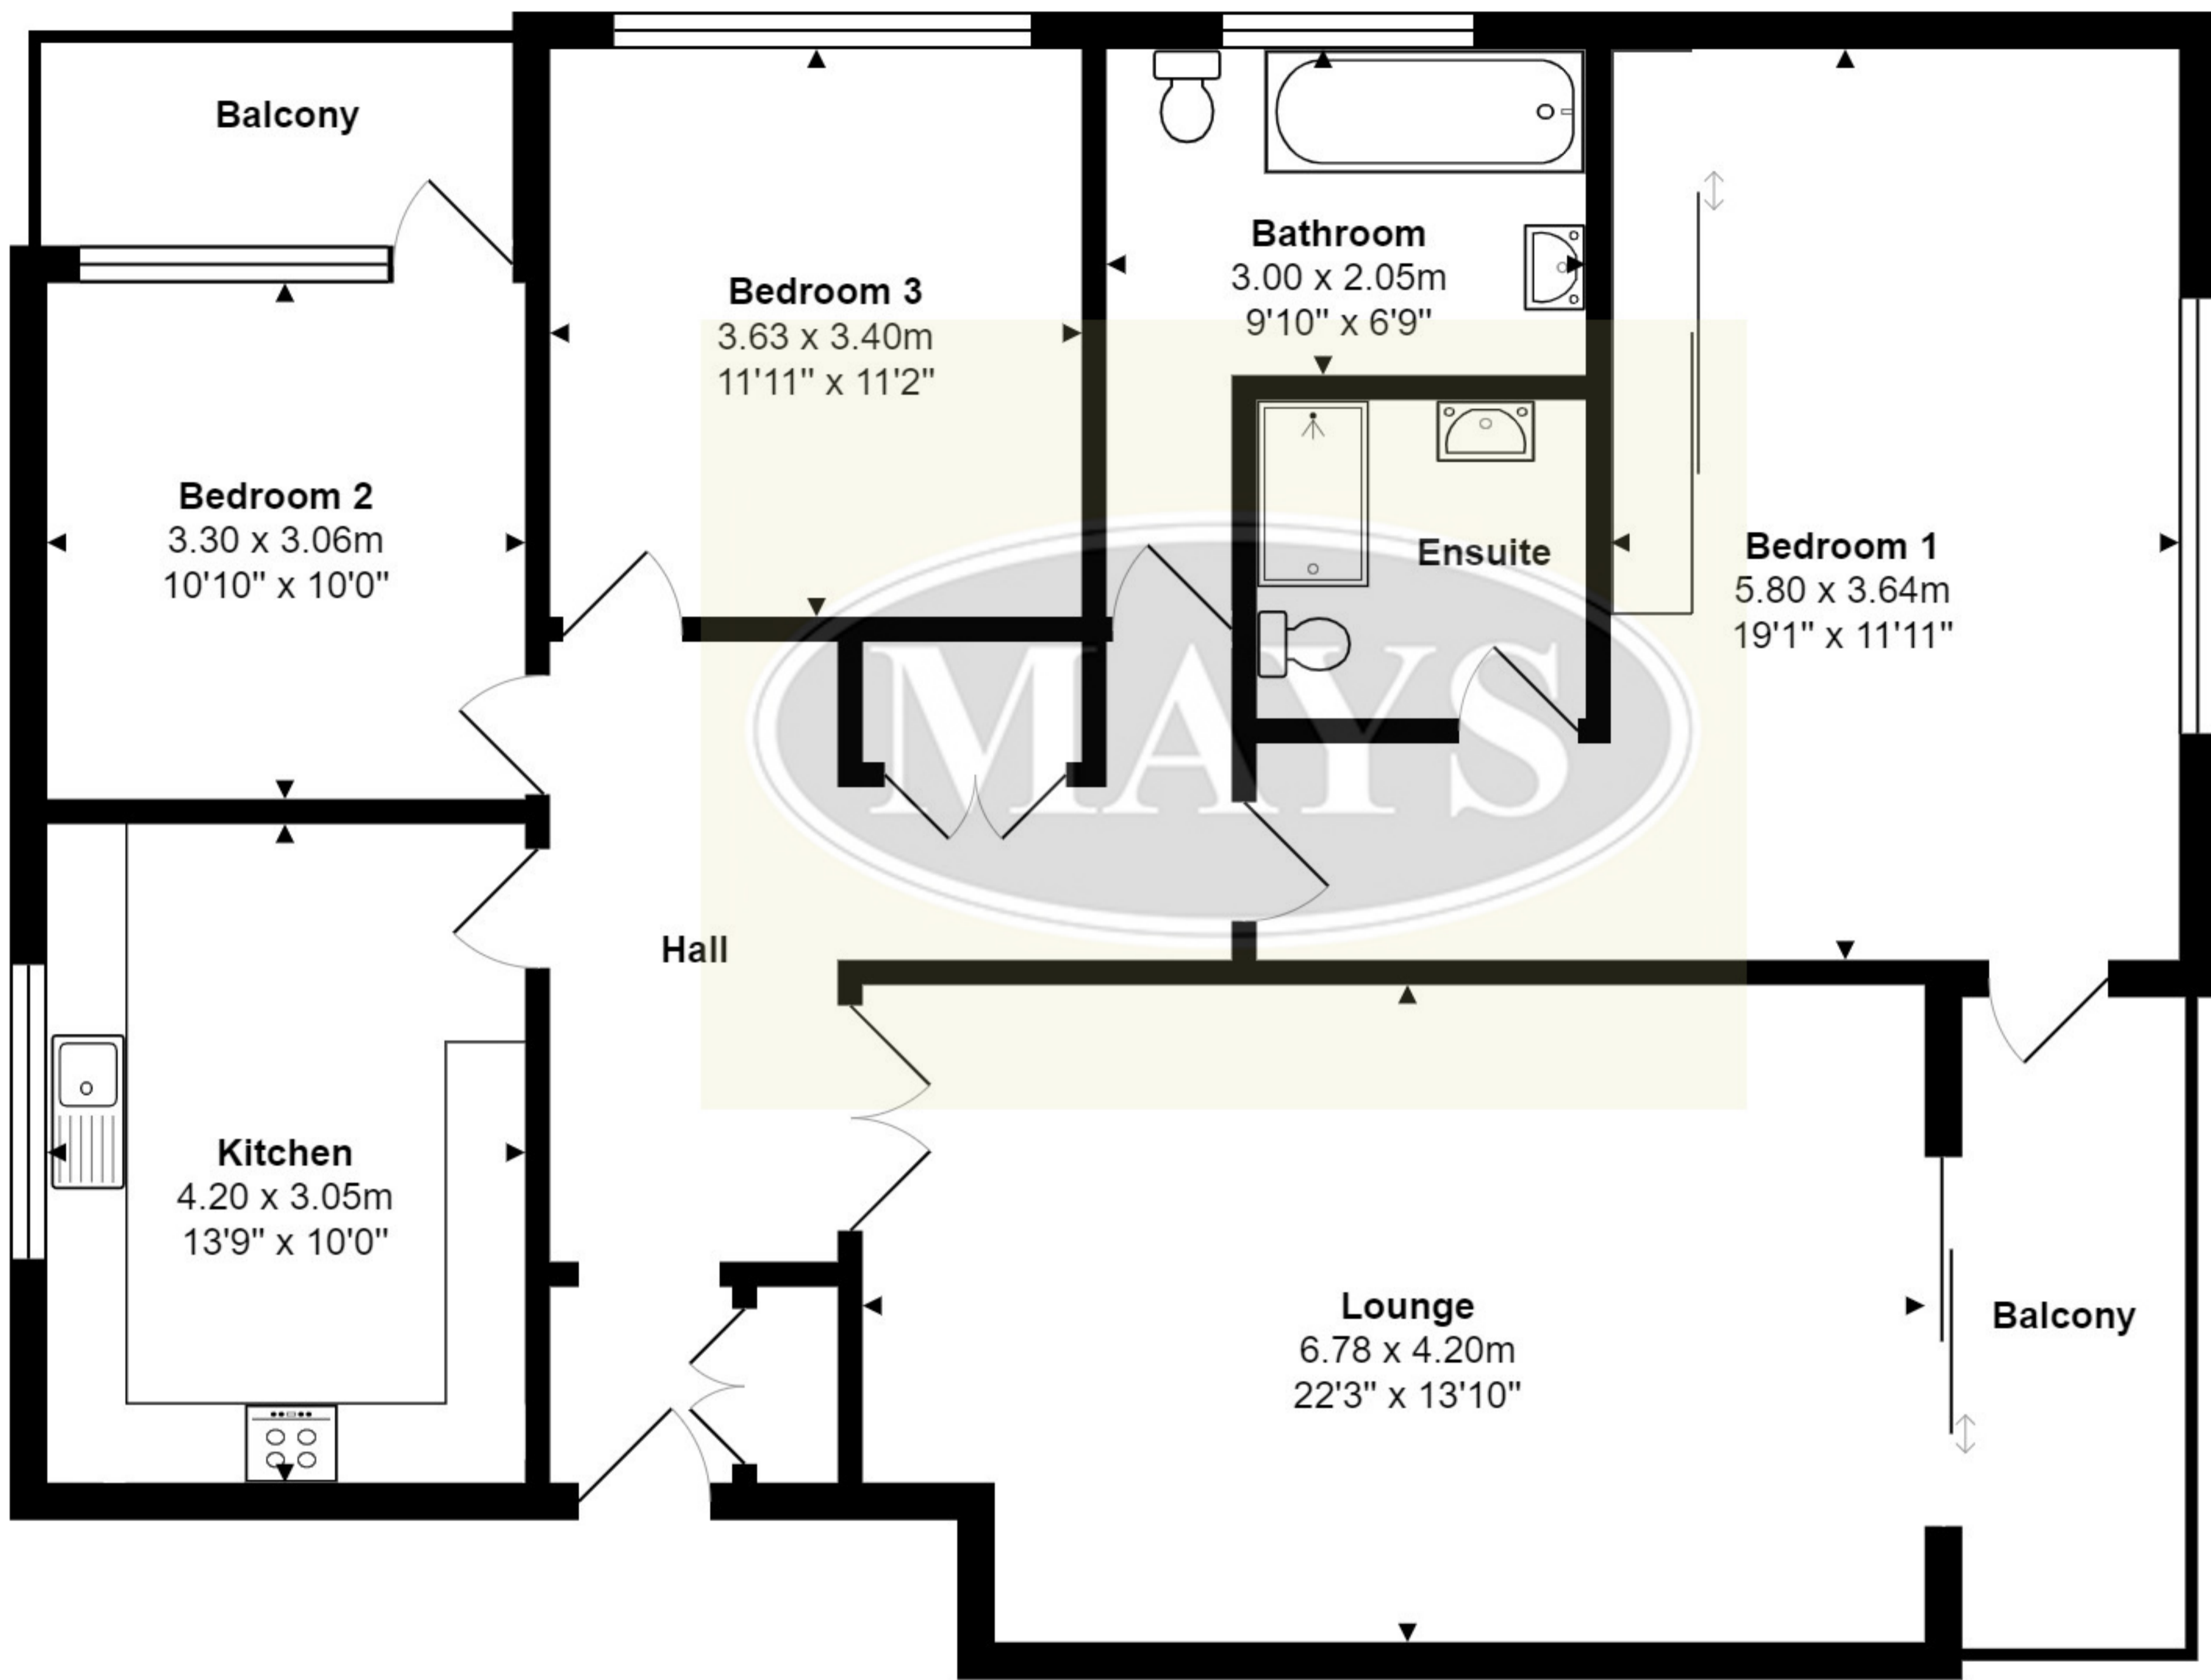 Balcony
Bedroom 3
3.63 x 3.40m
11'11" x 11'2"
Bathroom
3.00 x 2.05m
9'10" x 6'9"
Bedroom 2
3.30 x 3.06m
10'10" x 10'0"
Ensuite
Bedroom 1
5.80 x 3.64m
19'1" x 11'11"
MAYS
Hall
Kitchen
4.20 x 3.05m
13'9" x 10'0"
Lounge
6.78 x 4.20m
22'3" x 13'10"
Balcony